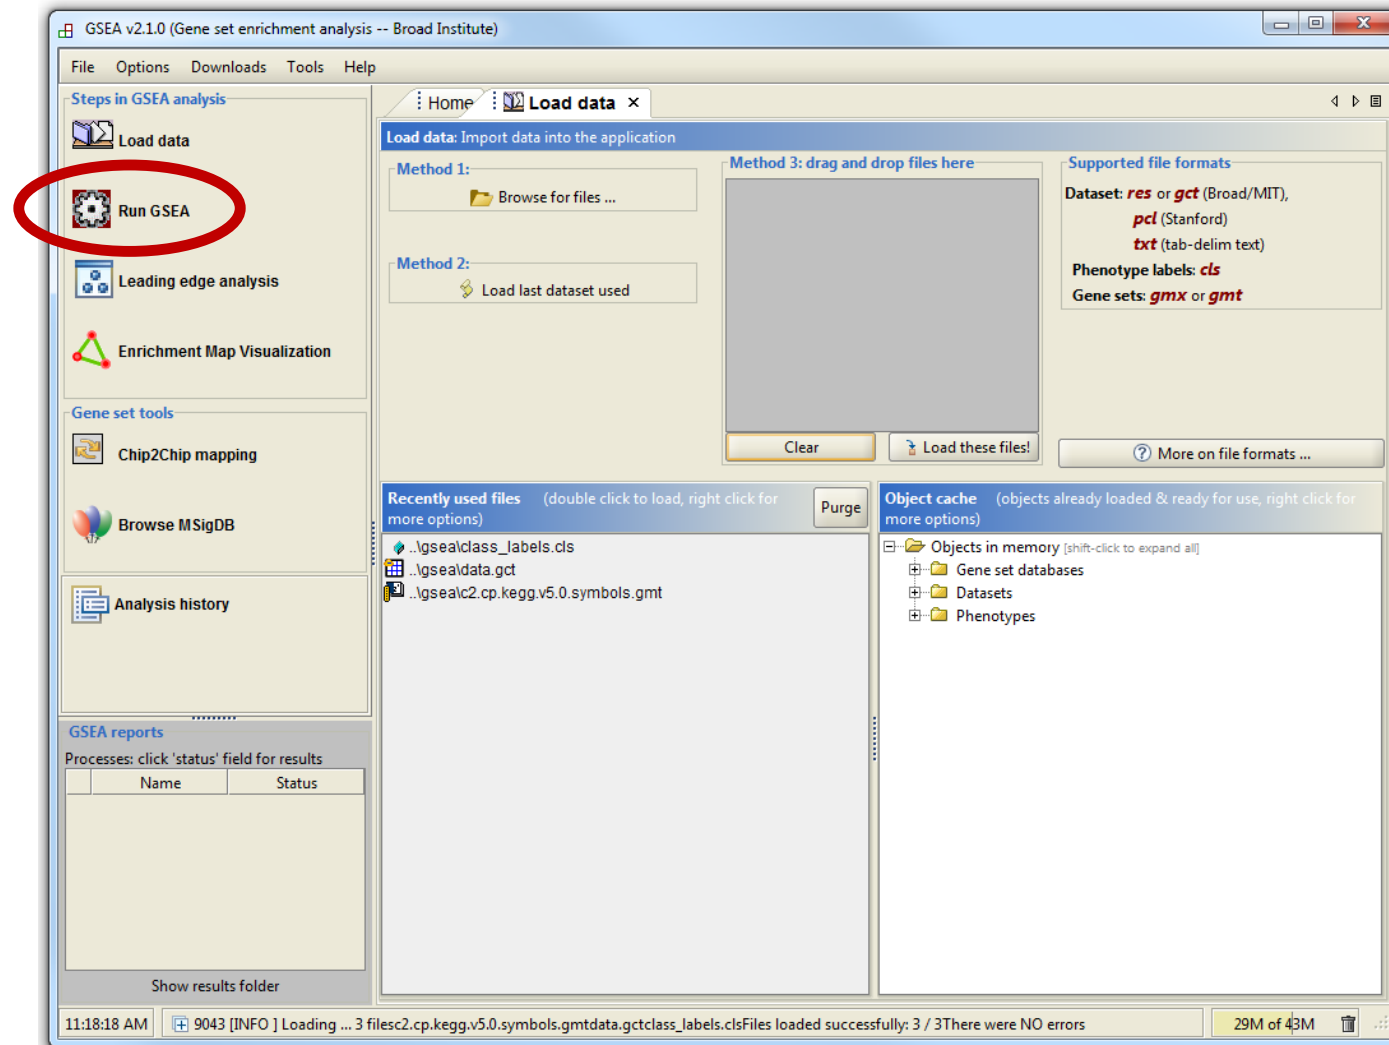 GSEA v2.1.0 (Gene set enrichment analysis -- Broad Institute)
File Options Downloads Tools Help
Steps in GSEA analysis
Load data
Run GSEA
Leading edge analysis
Enrichment Map Visualization
Gene set tools
Chip2Chip mapping
Browse MSigDB
Analysis history
GSEA reports
Processes: click 'status' field for results
Name Status
Show results folder
Home Load data ×
Load data: Import data into the application
Method 1:
Browse for files ...
Method 2:
Load last dataset used
Method 3: drag and drop files here
Clear Load these files!
Supported file formats
Dataset: res or gct (Broad/MIT),
pcl (Stanford)
txt (tab-delim text)
Phenotype labels: cls
Gene sets: gmx or gmt
More on file formats ...
Recently used files (double click to load, right click for
more options)
Purge
..\gsea\class_labels.cls
..\gsea\data.gct
..\gsea\c2.cp.kegg.v5.0.symbols.gmt
Object cache (objects already loaded & ready for use, right click for
more options)
Objects in memory [shift-click to expand all]
Gene set databases
Datasets
Phenotypes
11:18:18 AM 9043 [INFO ] Loading ... 3 filesc2.cp.kegg.v5.0.symbols.gmtdata.gctclass_labels.clsFiles loaded successfully: 3 / 3There were NO errors 29M of 43M